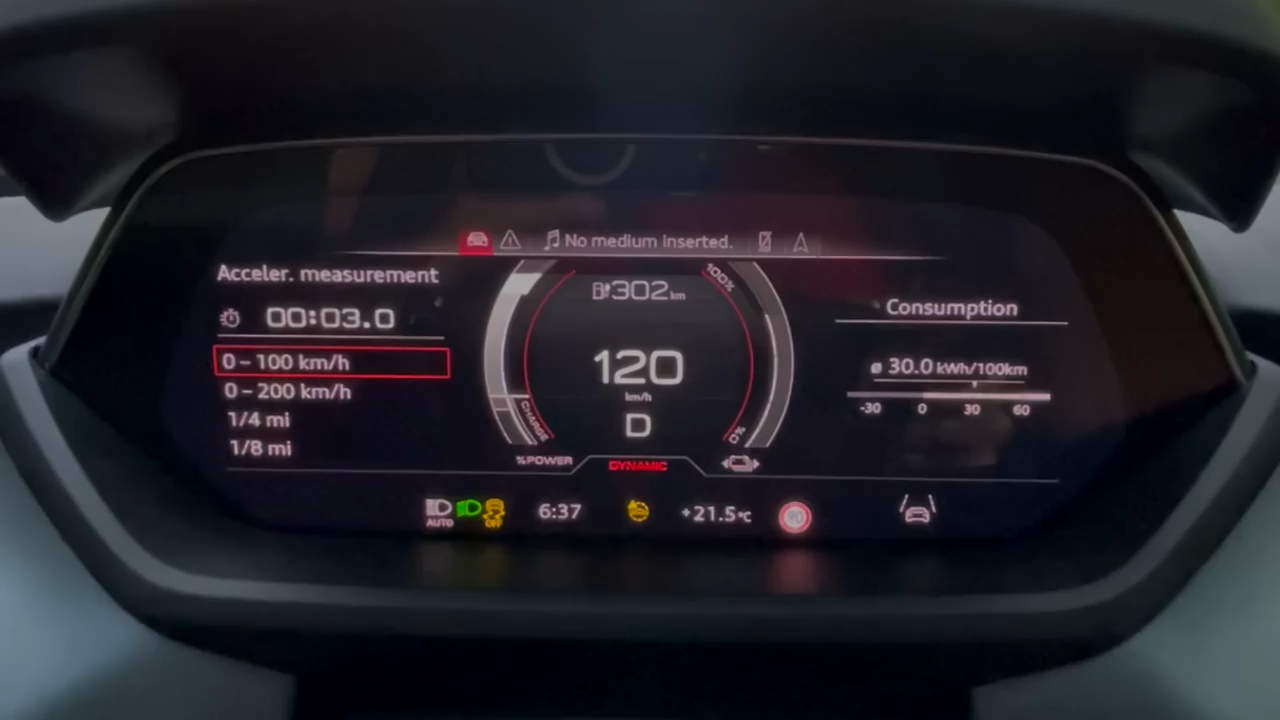 No medium inserted.
Acceler. measurement
00:03.0
0 – 100 km/h
0 – 200 km/h
1/4 mi
1/8 mi
302 km
100%
120
km/h
D
CHARGE
0%
%POWER
DYNAMIC
Consumption
ø 30.0 kWh/100km
-30 0 30 60
AUTO
OFF
6:37
+21.5°C
90